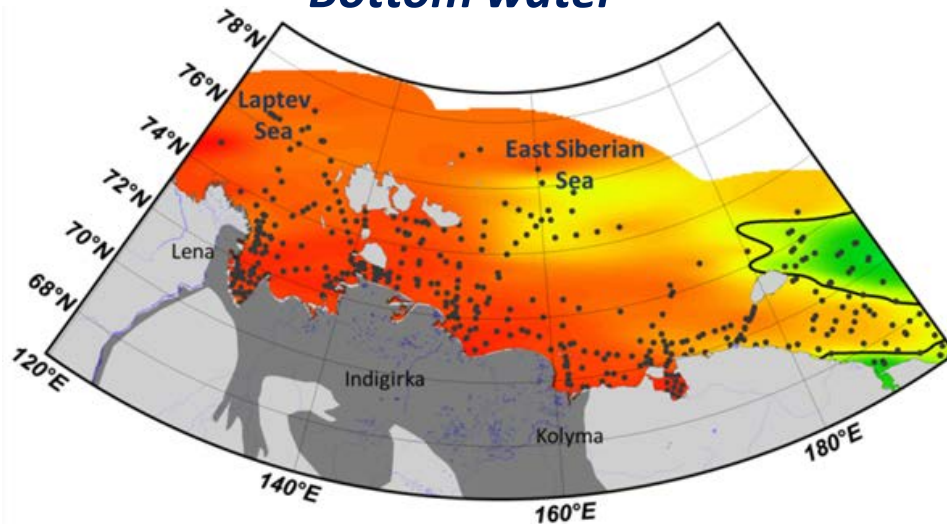 Bottom water
78°N
76°N
74°N
72°N
70°N
68°N
120°E
140°E
160°E
180°E
Laptev
Sea
East Siberian
Sea
Lena
Indigirka
Kolyma